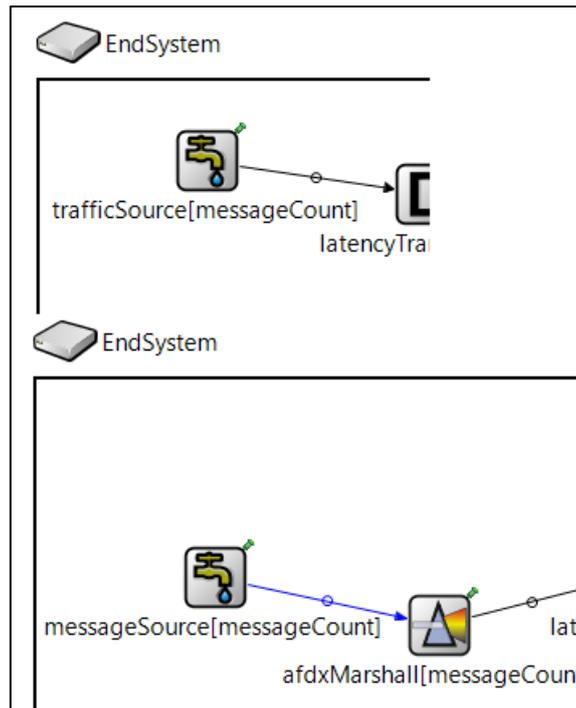 EndSystem
trafficSource[messageCount]
latencyTra
EndSystem
messageSource[messageCount]
lat
afdxMarshall[messageCoun